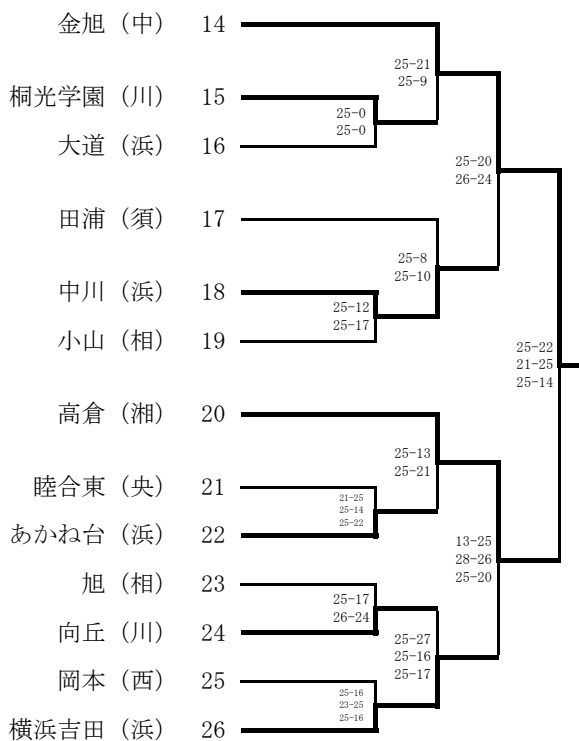 金旭（中） 14
25-21
25-9
桐光学園（川） 15
25-0
25-0
大道（浜） 16
25-20
26-24
田浦（須） 17
25-8
25-10
中川（浜） 18
25-12
25-17
小山（相） 19
25-22
21-25
25-14
高倉（湘） 20
25-13
25-21
睦合東（央） 21
21-25
25-14
25-22
あかね台（浜） 22
13-25
28-26
25-20
旭（相） 23
25-17
26-24
向丘（川） 24
25-27
25-16
25-17
岡本（西） 25
25-16
23-25
25-16
横浜吉田（浜） 26